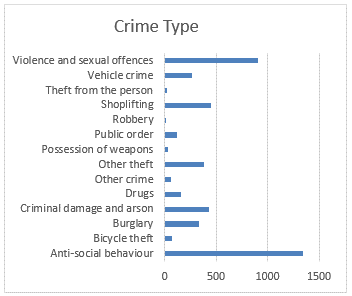 Crime Type
Violence and sexual offences
Vehicle crime
Theft from the person
Shoplifting
Robbery
Public order
Possession of weapons
Other theft
Other crime
Drugs
Criminal damage and arson
Burglary
Bicycle theft
Anti-social behaviour
0 500 1000 1500